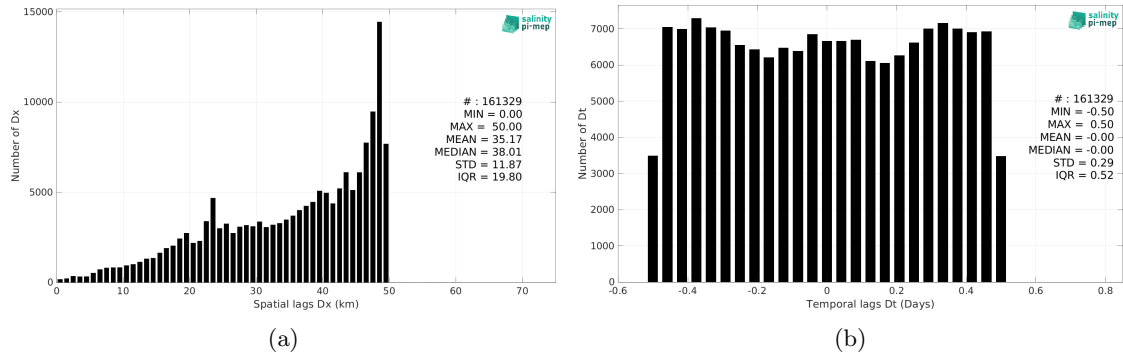 15000
10000
5000
0
Number of Dx
0
10
20
30
40
50
60
70
Spatial lags Dx (km)
salinity
pi-mep
# : 161329
MIN = 0.00
MAX = 50.00
MEAN = 35.17
MEDIAN = 38.01
STD = 11.87
IQR = 19.80
(a)
7000
6000
5000
4000
3000
2000
1000
0
Number of Dt
-0.6
-0.4
-0.2
0
0.2
0.4
0.6
0.8
Temporal lags Dt (Days)
salinity
pi-mep
# : 161329
MIN = -0.50
MAX = 0.50
MEAN = -0.00
MEDIAN = -0.00
STD = 0.29
IQR = 0.52
(b)